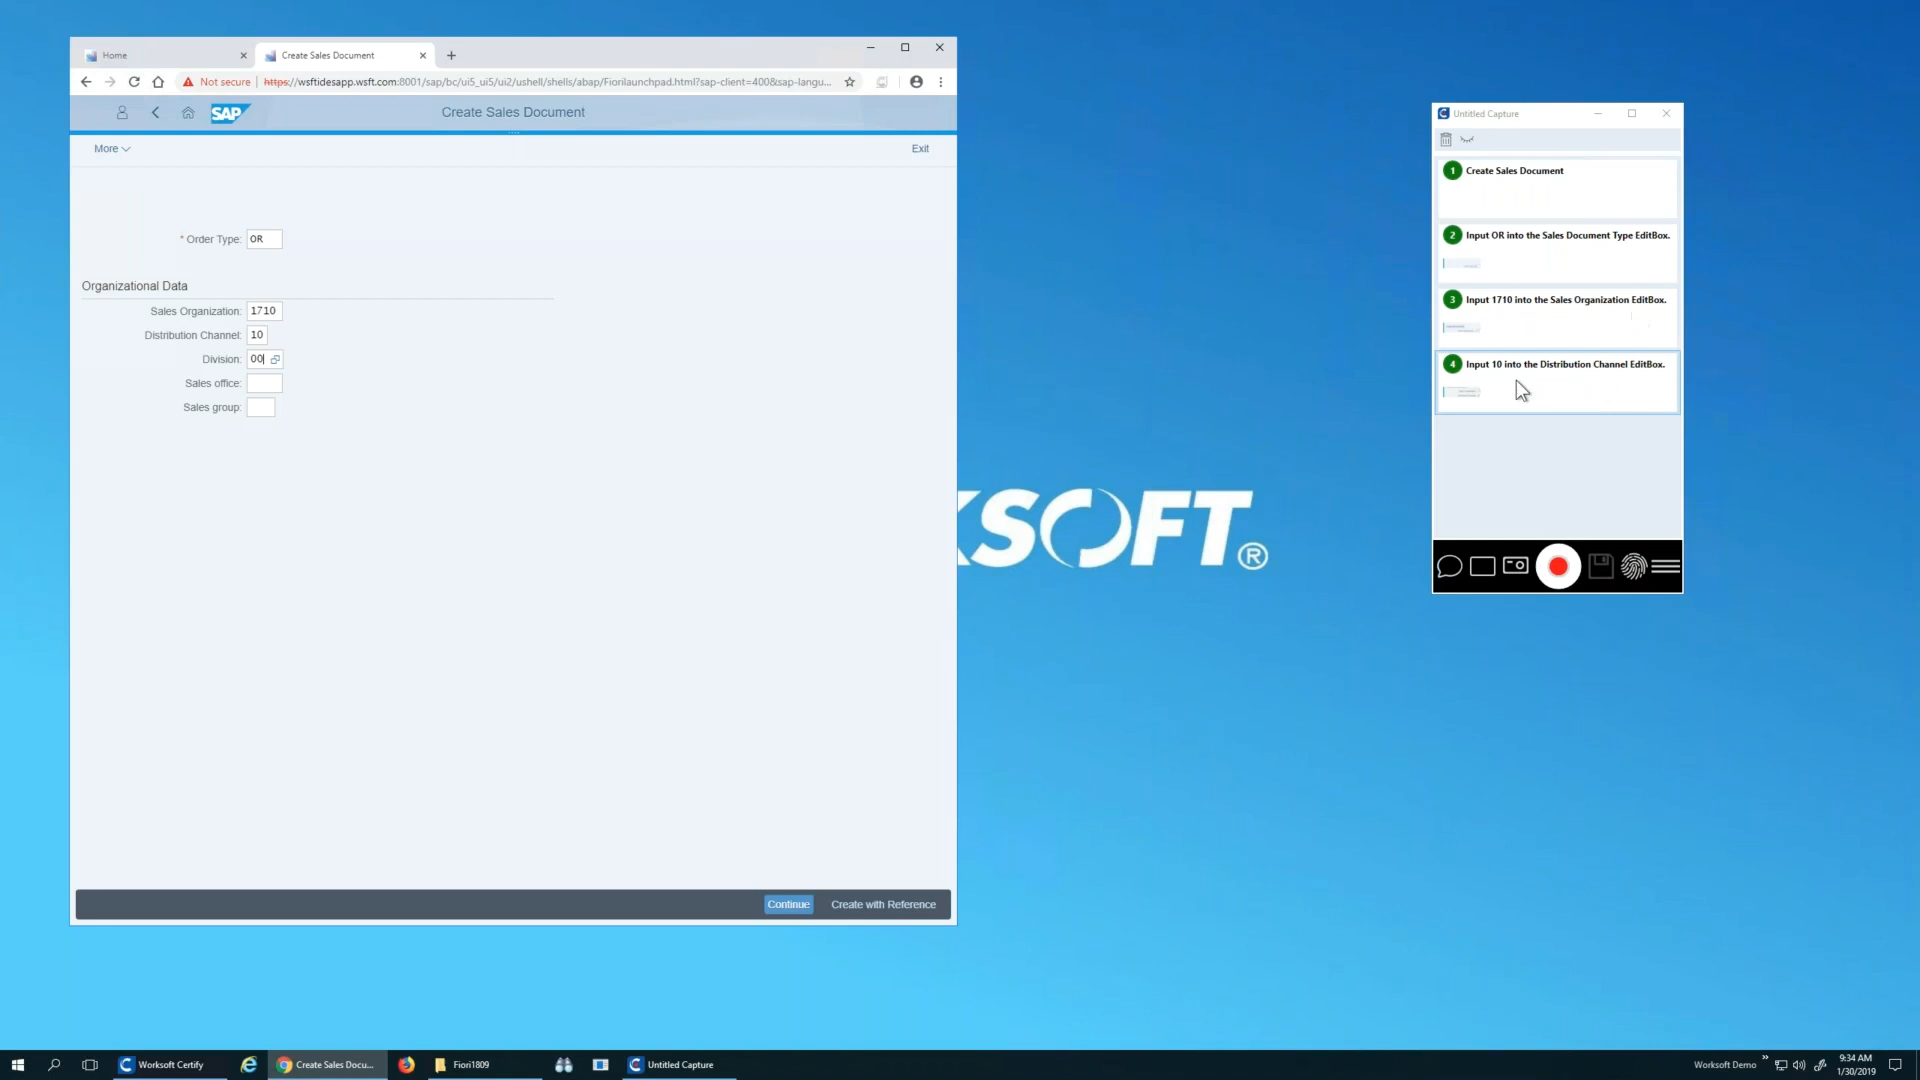 Home
Create Sales Document
Not secure
https://wsftidesapp.wsft.com:8001/sap/bc/ui5_ui5/ui2/ushell/shells/abap/Fiorilaunchpad.html?sap-client=400&sap-langu...
SAP
Create Sales Document
More
Exit
* Order Type: OR
Organizational Data
Sales Organization: 1710
Distribution Channel: 10
Division: 00
Sales office:
Sales group:
Continue
Create with Reference
KSOFT®
Untitled Capture
1 Create Sales Document
2 Input OR into the Sales Document Type EditBox.
3 Input 1710 into the Sales Organization EditBox.
4 Input 10 into the Distribution Channel EditBox.
Worksoft Certify
Create Sales Docu...
Fiori1809
Untitled Capture
Worksoft Demo
9:34 AM
1/30/2019